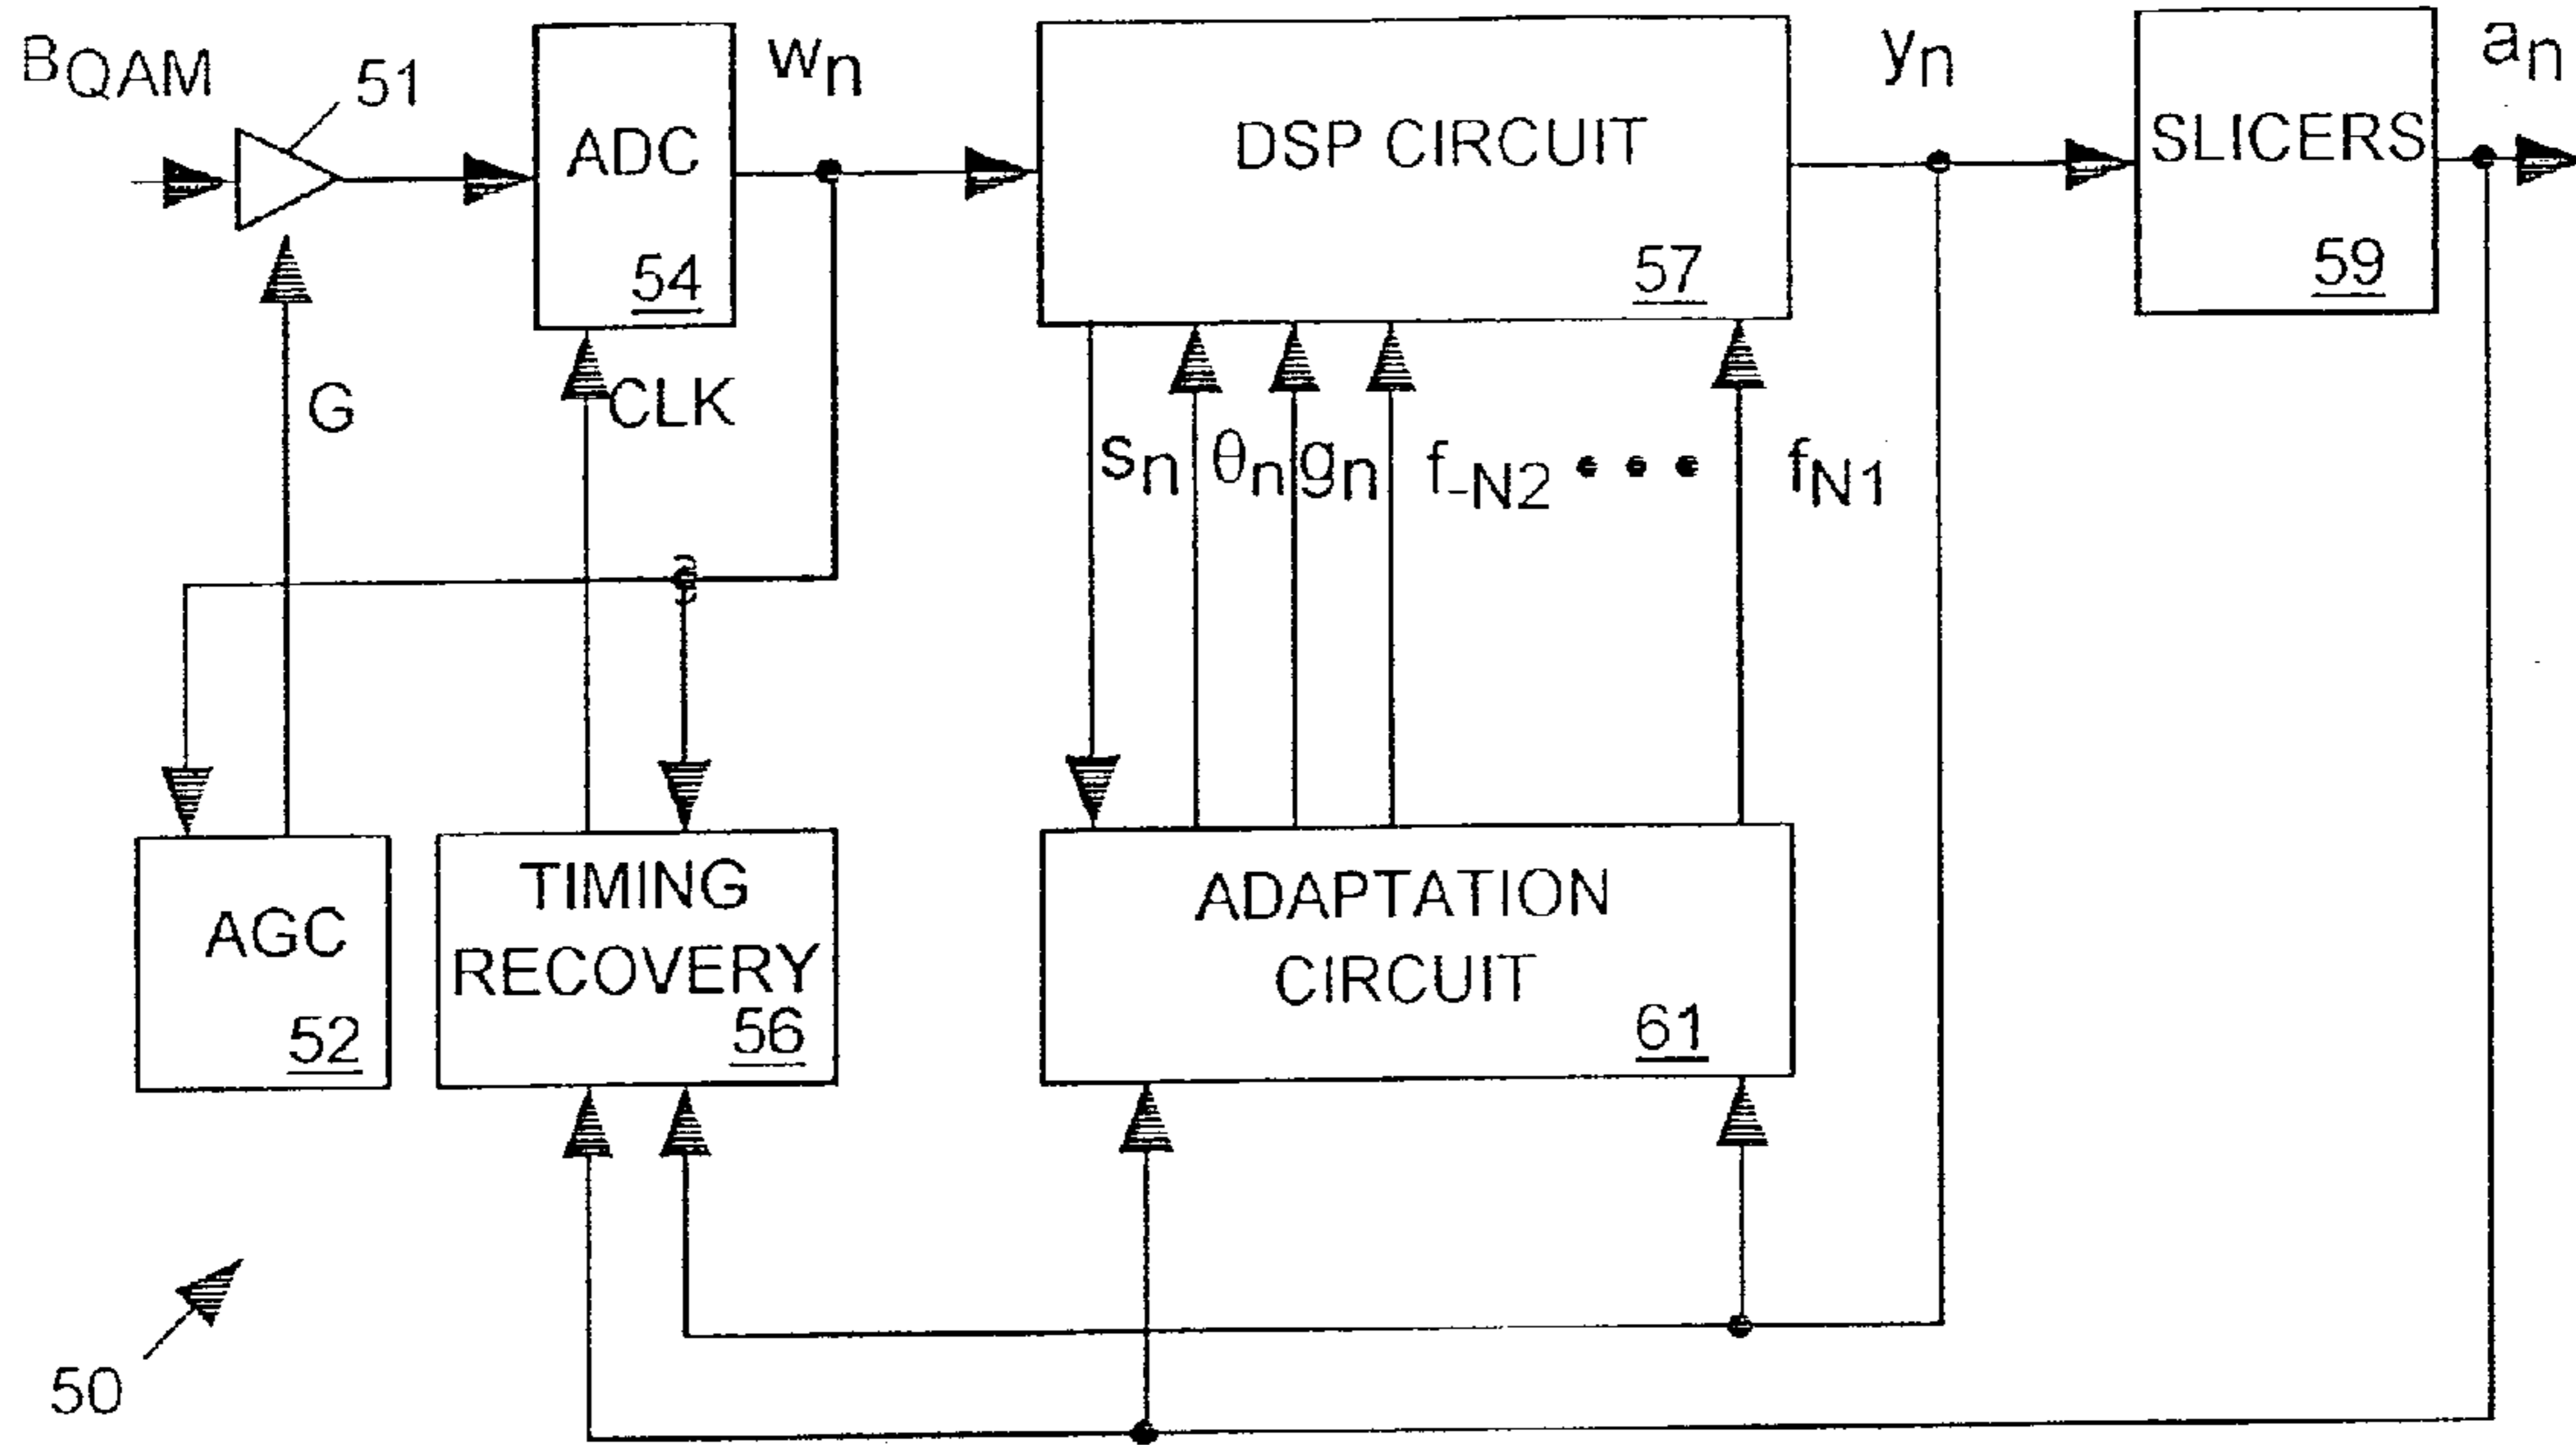 BQAM
51
ADC
54
wn
DSP CIRCUIT
57
yn
SLICERS
59
an
G
CLK
sn
θn
gn
f-N2 • • •
fN1
AGC
52
TIMING
RECOVERY
56
ADAPTATION
CIRCUIT
61
50